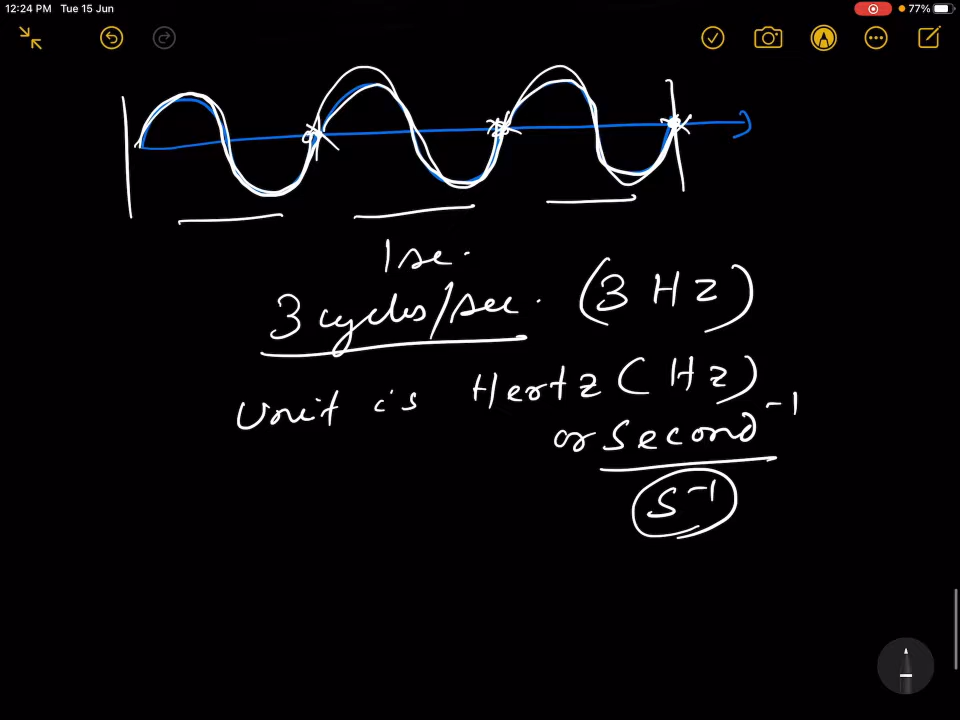 12:24 PM Tue 15 Jun 77%
1 sec.
3 cycles/sec. (3 Hz)
Unit is Hertz (Hz)
or Second⁻¹
S⁻¹